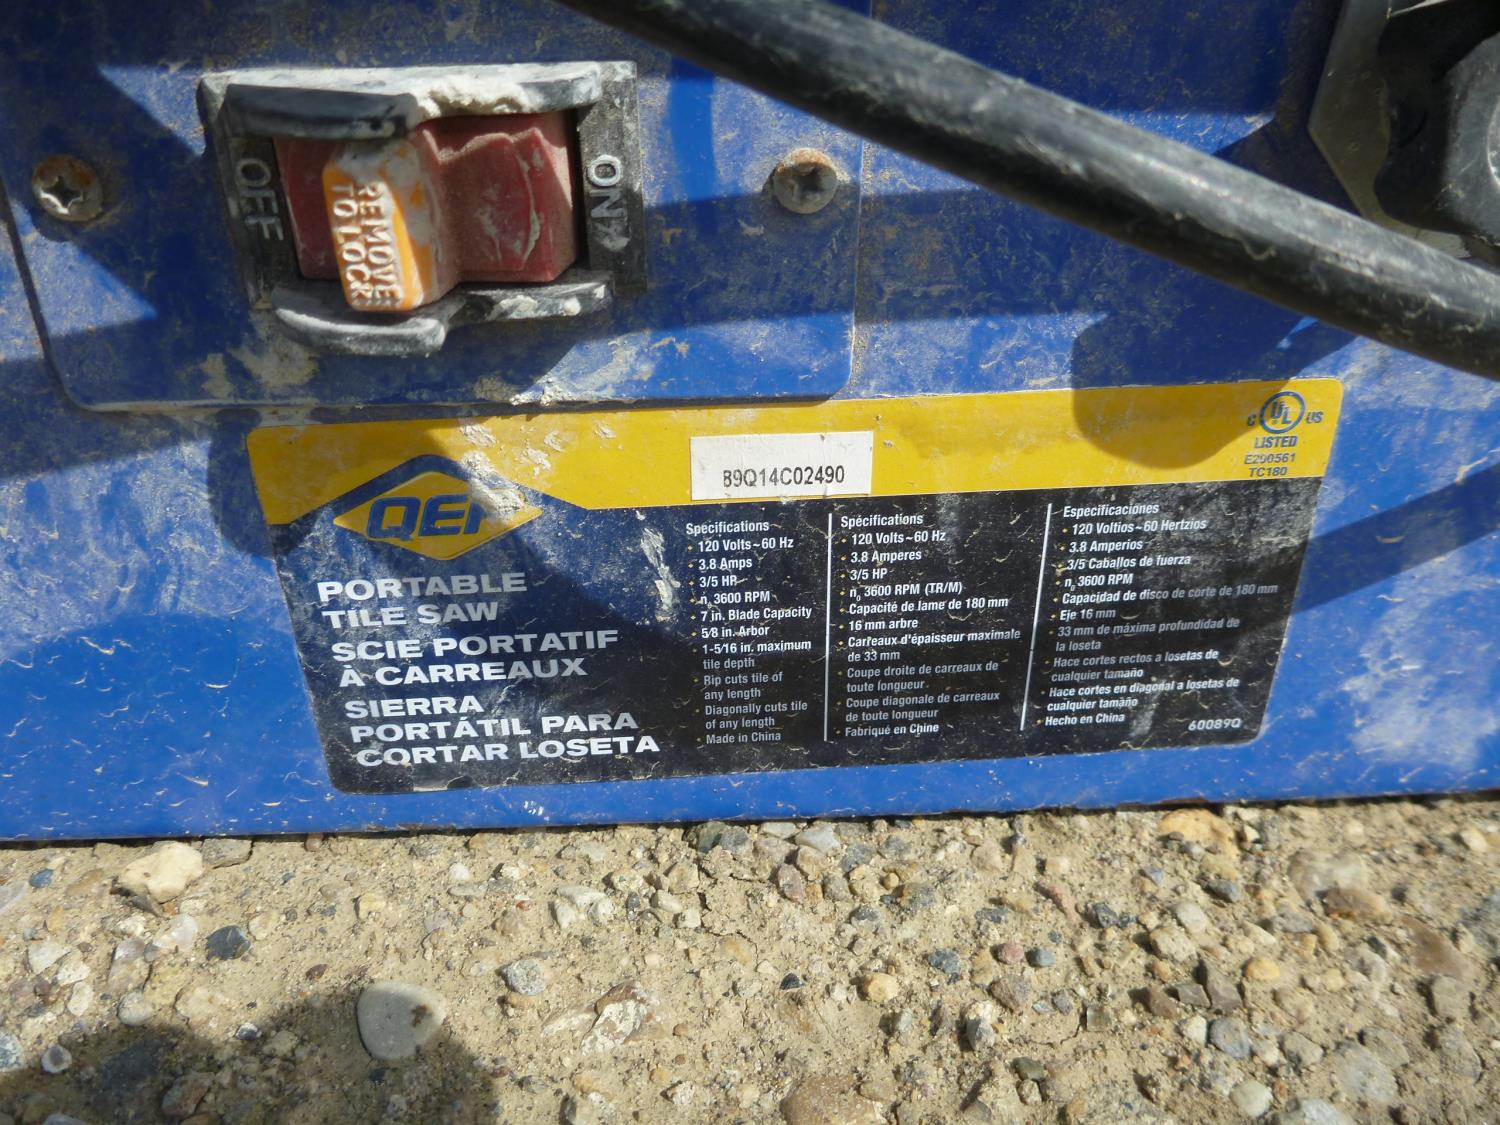 OFF
REMOVE
TO LOCK
ON
C UL US
LISTED
E200561
TC180
89Q14C02490
QEP
PORTABLE
TILE SAW
SCIE PORTATIF
À CARREAUX
SIERRA
PORTÁTIL PARA
CORTAR LOSETA
Specifications
• 120 Volts~60 Hz
• 3.8 Amps
• 3/5 HP
• n₀ 3600 RPM
• 7 in. Blade Capacity
• 5/8 in. Arbor
• 1-5/16 in. maximum
tile depth
• Rip cuts tile of
any length
• Diagonally cuts tile
of any length
• Made in China
Spécifications
• 120 Volts~60 Hz
• 3.8 Amperes
• 3/5 HP
• n₀ 3600 RPM (TR/M)
• Capacité de lame de 180 mm
• 16 mm arbre
• Carreaux d'épaisseur maximale
de 33 mm
• Coupe droite de carreaux de
toute longueur
• Coupe diagonale de carreaux
de toute longueur
• Fabriqué en Chine
Especificaciones
• 120 Voltios~60 Hertzios
• 3.8 Amperios
• 3/5 Caballos de fuerza
• n₀ 3600 RPM
• Capacidad de disco de corte de 180 mm
• Eje 16 mm
• 33 mm de máxima profundidad de
la loseta
• Hace cortes rectos a losetas de
cualquier tamaño
• Hace cortes en diagonal a losetas de
cualquier tamaño
• Hecho en China
60089Q